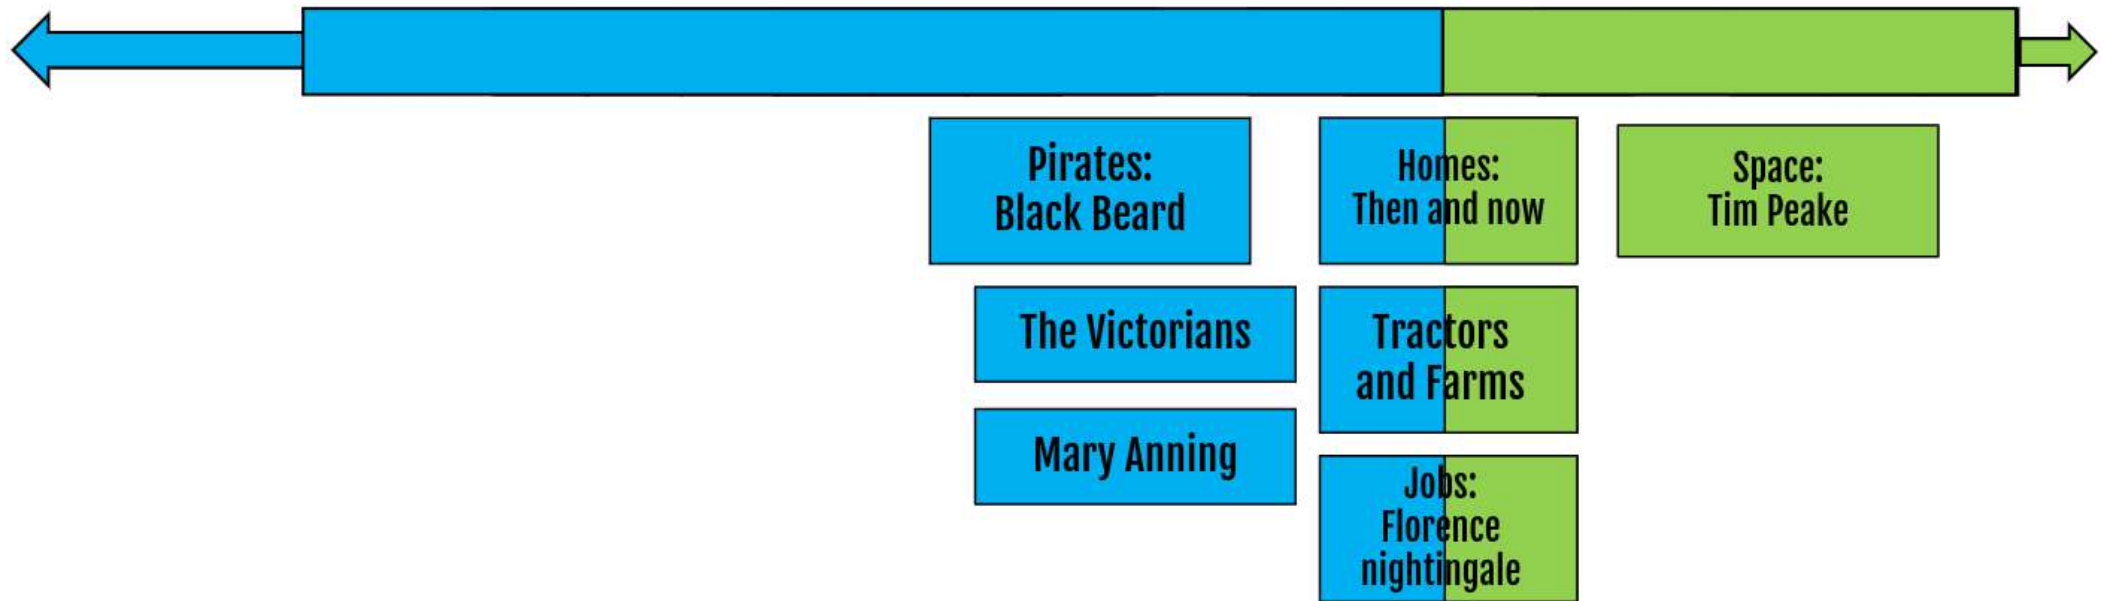 Pirates:
Black Beard
Homes:
Then and now
Space:
Tim Peake
The Victorians
Tractors
and Farms
Mary Anning
Jobs:
Florence
nightingale